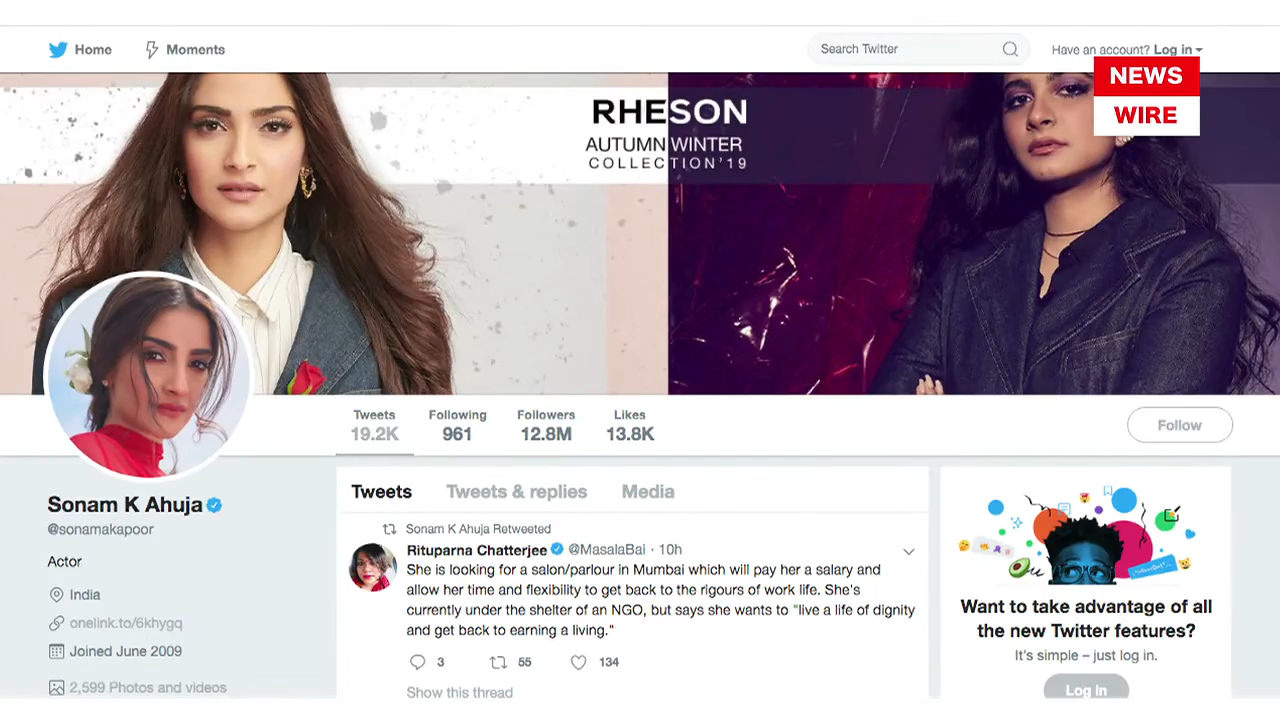 Home
Moments
Search Twitter
Have an account? Log in
NEWS
WIRE
RHESON
AUTUMN WINTER
COLLECTION'19
Tweets
19.2K
Following
961
Followers
12.8M
Likes
13.8K
Follow
Sonam K Ahuja
@sonamakapoor
Actor
India
onelink.to/6khygq
Joined June 2009
2,599 Photos and videos
Tweets Tweets & replies Media
Sonam K Ahuja Retweeted
Rituparna Chatterjee @MasalaBai · 10h
She is looking for a salon/parlour in Mumbai which will pay her a salary and
allow her time and flexibility to get back to the rigours of work life. She's
currently under the shelter of an NGO, but says she wants to "live a life of dignity
and get back to earning a living."
3 55 134
Show this thread
Want to take advantage of all
the new Twitter features?
It's simple – just log in.
Log in